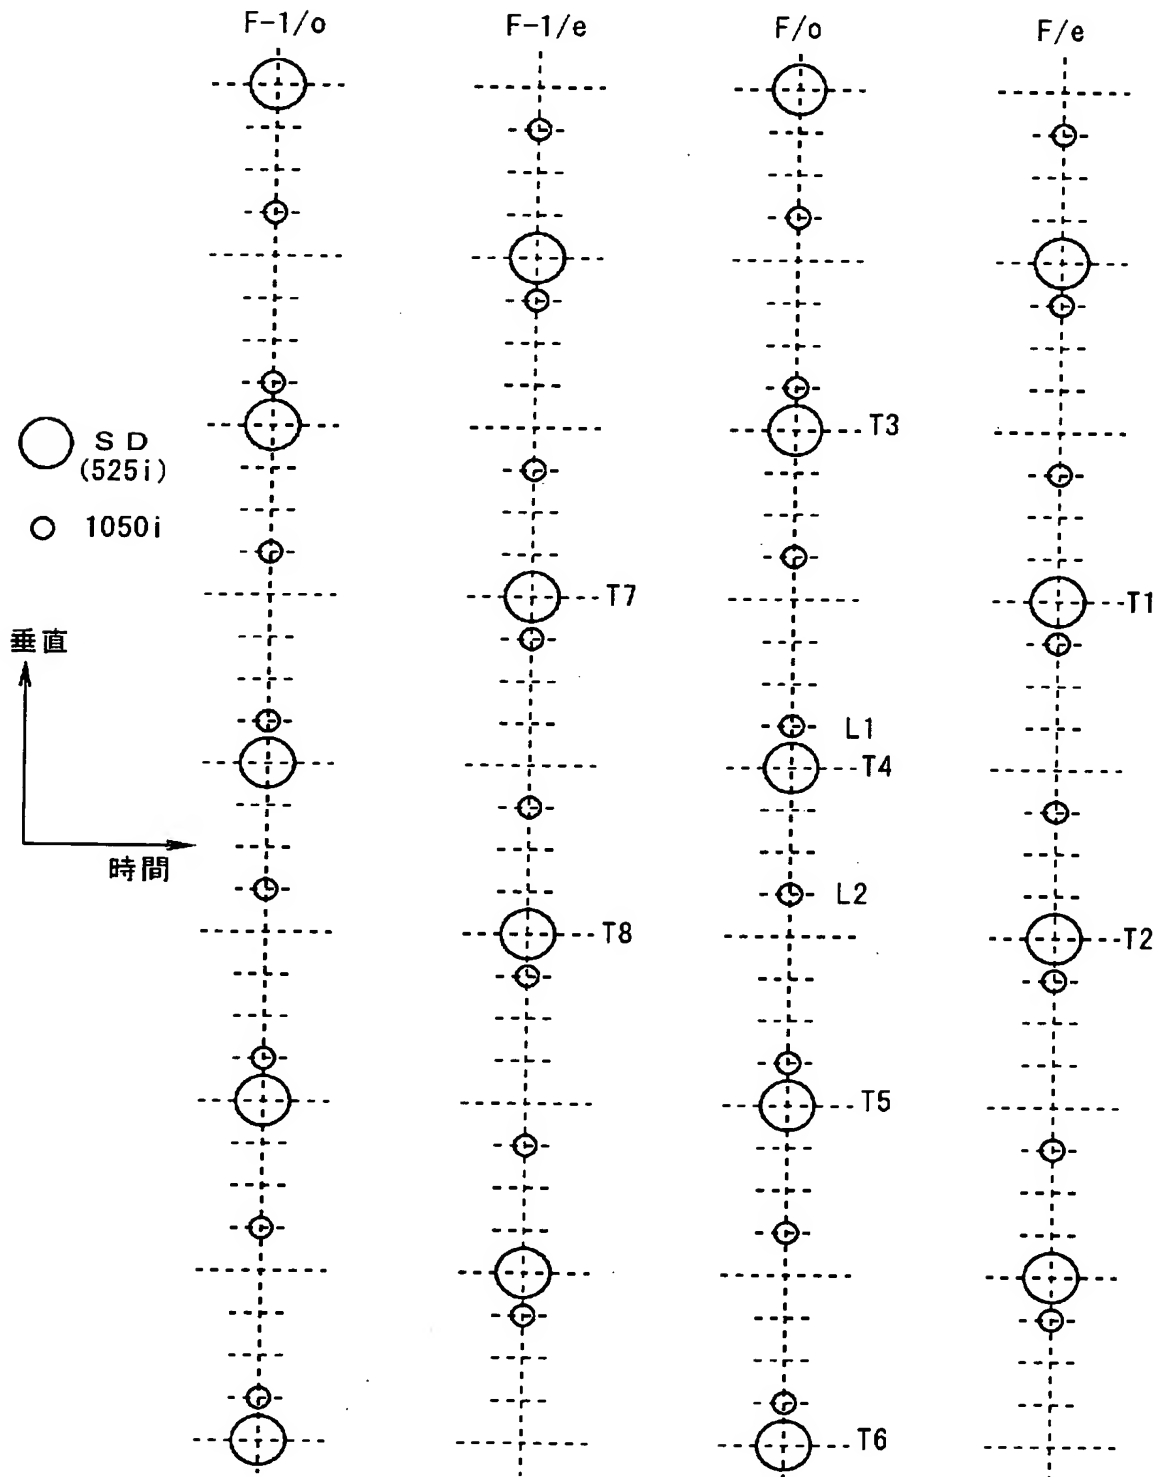 F-1/o F-1/e F/o F/e
T3
SD
(525i)
1050i
T7 T1
垂直
L1
T4
時間
L2
T8 T2
T5
T6